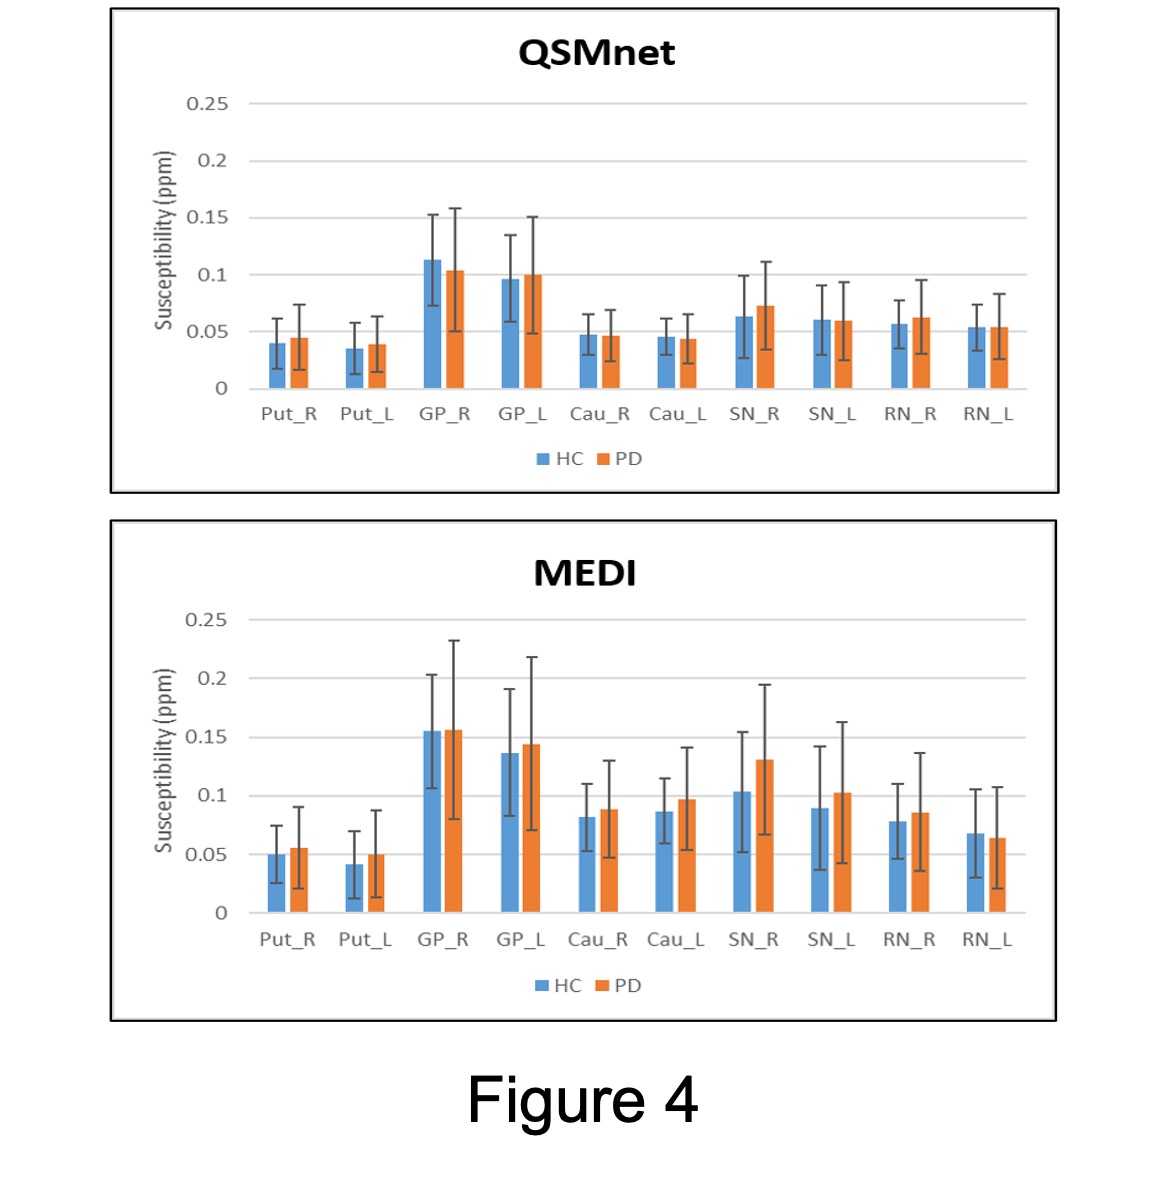 QSMnet
Susceptibility (ppm)
0.25
0.2
0.15
0.1
0.05
0
Put_R Put_L GP_R GP_L Cau_R Cau_L SN_R SN_L RN_R RN_L
HC PD
MEDI
Susceptibility (ppm)
0.25
0.2
0.15
0.1
0.05
0
Put_R Put_L GP_R GP_L Cau_R Cau_L SN_R SN_L RN_R RN_L
HC PD
Figure 4